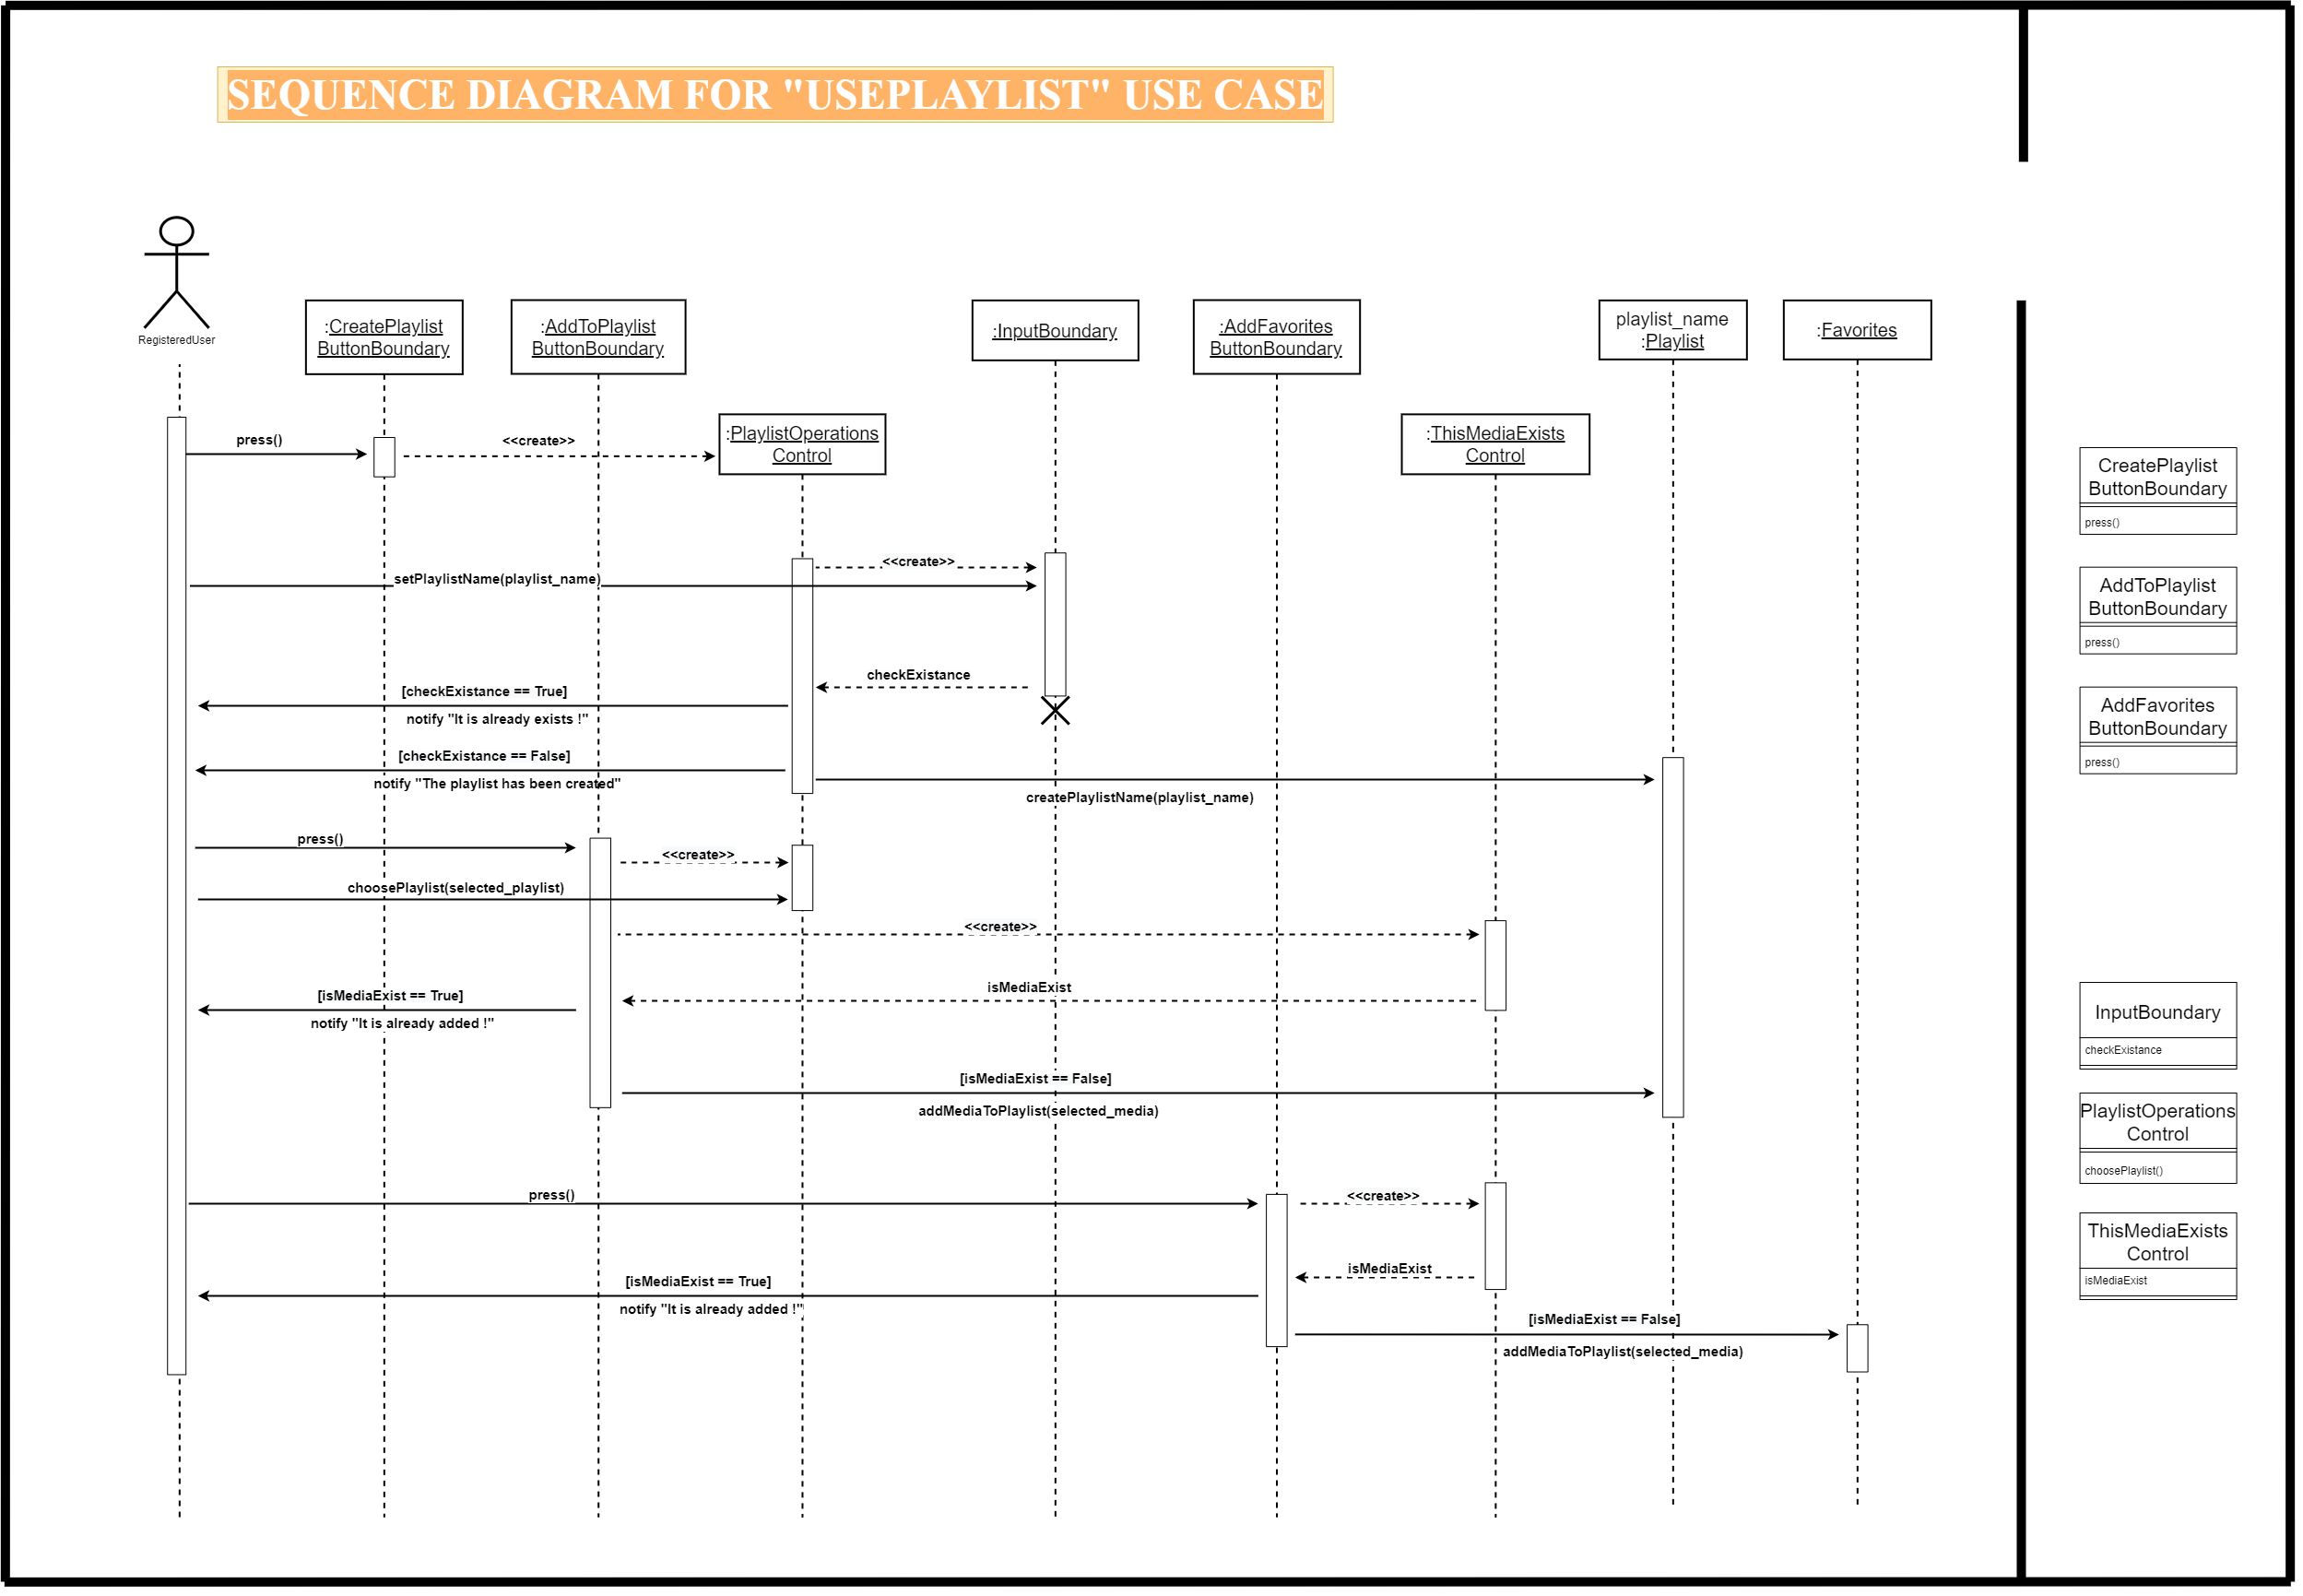 SEQUENCE DIAGRAM FOR "USEPLAYLIST" USE CASE
RegisteredUser
:CreatePlaylist
ButtonBoundary
:AddToPlaylist
ButtonBoundary
:InputBoundary
:AddFavorites
ButtonBoundary
playlist_name
:Playlist
:Favorites
:PlaylistOperations
Control
:ThisMediaExists
Control
press()
<<create>>
<<create>>
setPlaylistName(playlist_name)
checkExistance
[checkExistance == True]
notify "It is already exists !"
[checkExistance == False]
notify "The playlist has been created"
createPlaylistName(playlist_name)
press()
<<create>>
choosePlaylist(selected_playlist)
<<create>>
isMediaExist
[isMediaExist == True]
notify "It is already added !"
[isMediaExist == False]
addMediaToPlaylist(selected_media)
press()
<<create>>
isMediaExist
[isMediaExist == True]
notify "It is already added !"
[isMediaExist == False]
addMediaToPlaylist(selected_media)
CreatePlaylist
ButtonBoundary
press()
AddToPlaylist
ButtonBoundary
press()
AddFavorites
ButtonBoundary
press()
InputBoundary
checkExistance
PlaylistOperations
Control
choosePlaylist()
ThisMediaExists
Control
isMediaExist